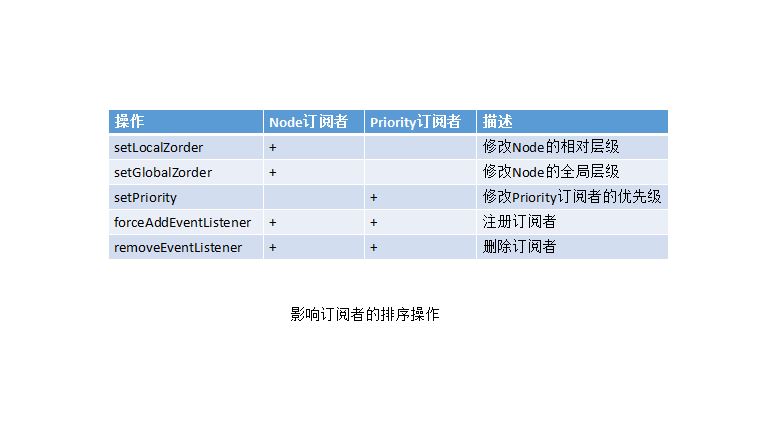 操作 Node订阅者 Priority订阅者 描述
setLocalZorder + 修改Node的相对层级
setGlobalZorder + 修改Node的全局层级
setPriority + 修改Priority订阅者的优先级
forceAddEventListener + + 注册订阅者
removeEventListener + + 删除订阅者
影响订阅者的排序操作